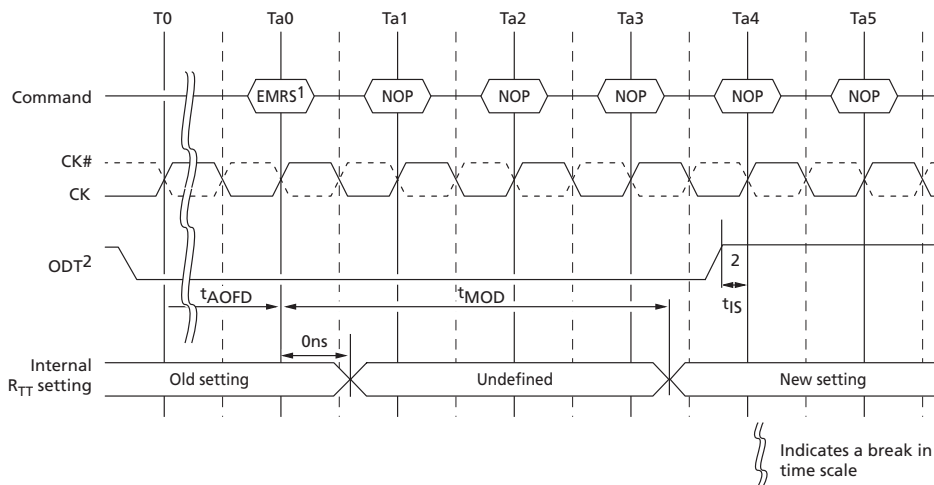 T0 Ta0 Ta1 Ta2 Ta3 Ta4 Ta5
Command EMRS1 NOP NOP NOP NOP NOP
CK#
CK
ODT2
2
tAOFD tMOD tIS
0ns
Internal
RTT setting
Old setting Undefined New setting
Indicates a break in
time scale